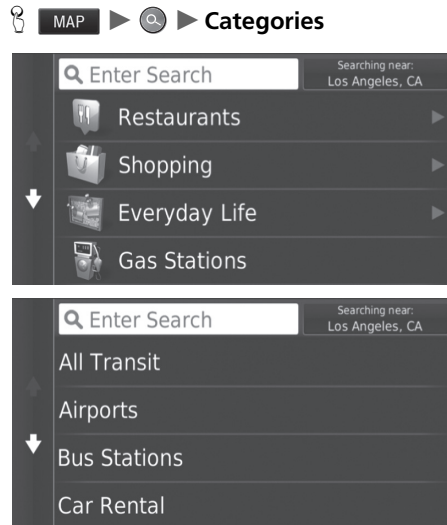 MAP Categories
Enter Search
Searching near:
Los Angeles, CA
Restaurants
Shopping
Everyday Life
Gas Stations
Enter Search
Searching near:
Los Angeles, CA
All Transit
Airports
Bus Stations
Car Rental